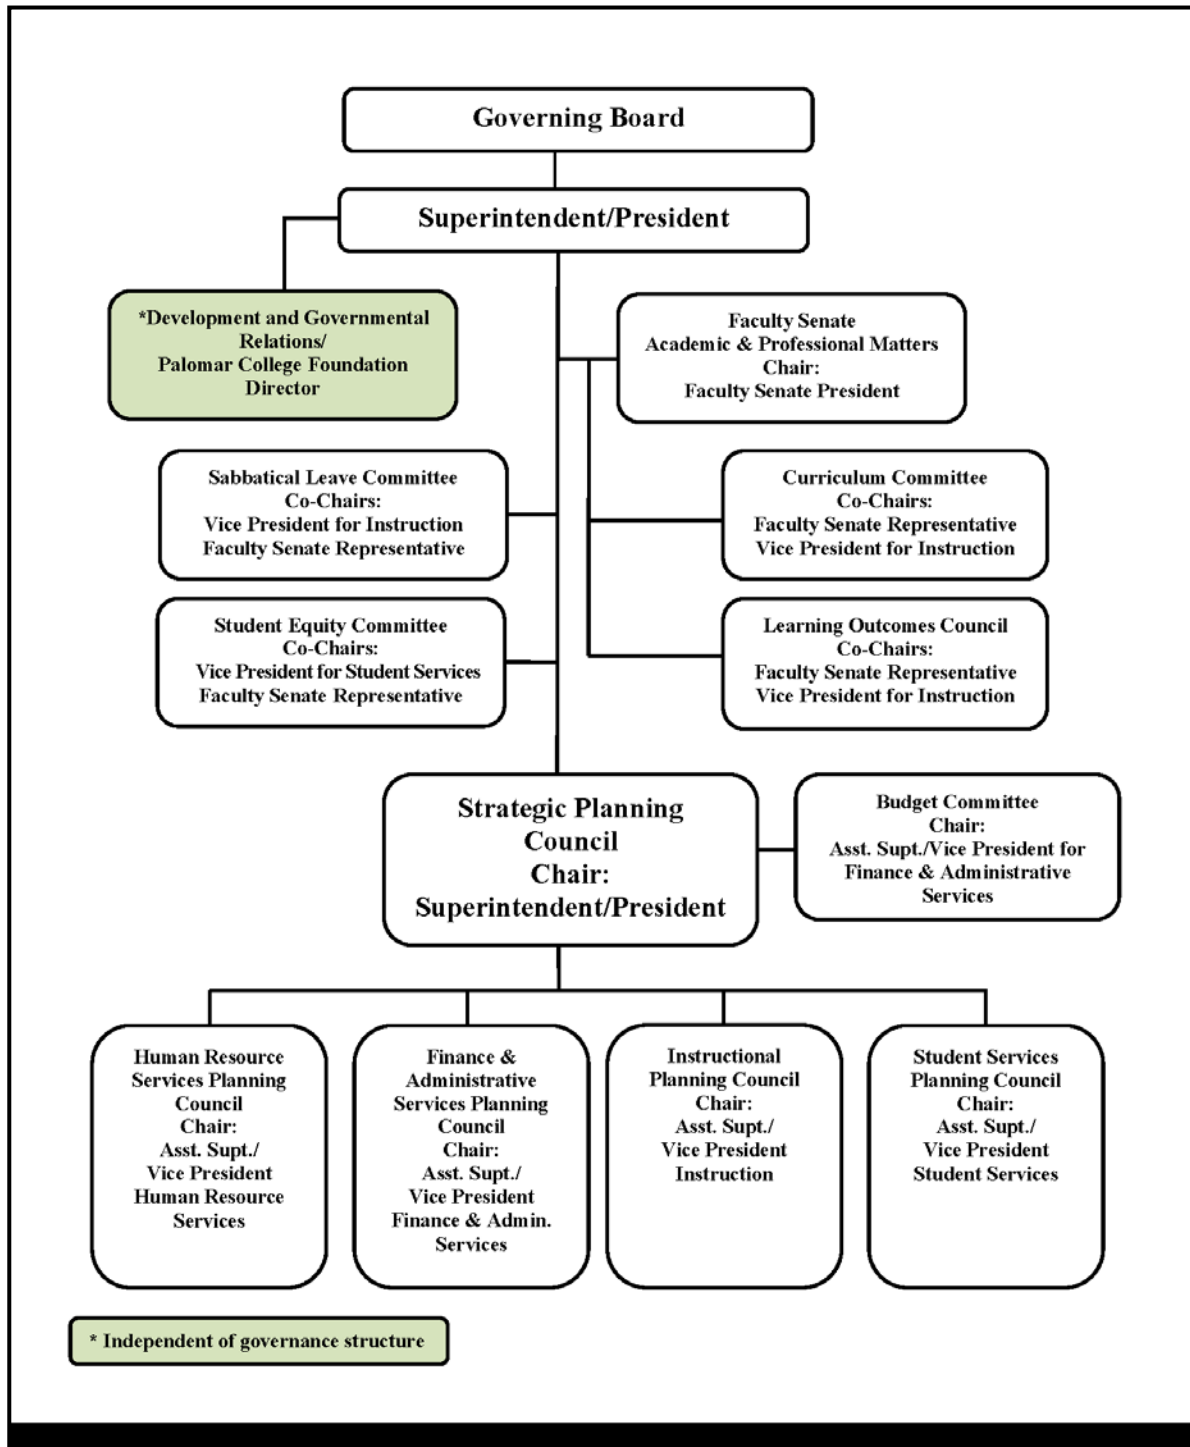 Governing Board
Superintendent/President
*Development and Governmental
Relations/
Palomar College Foundation
Director
Faculty Senate
Academic & Professional Matters
Chair:
Faculty Senate President
Sabbatical Leave Committee
Co-Chairs:
Vice President for Instruction
Faculty Senate Representative
Curriculum Committee
Co-Chairs:
Faculty Senate Representative
Vice President for Instruction
Student Equity Committee
Co-Chairs:
Vice President for Student Services
Faculty Senate Representative
Learning Outcomes Council
Co-Chairs:
Faculty Senate Representative
Vice President for Instruction
Strategic Planning
Council
Chair:
Superintendent/President
Budget Committee
Chair:
Asst. Supt./Vice President for
Finance & Administrative
Services
Human Resource
Services Planning
Council
Chair:
Asst. Supt./
Vice President
Human Resource
Services
Finance &
Administrative
Services Planning
Council
Chair:
Asst. Supt./
Vice President
Finance & Admin.
Services
Instructional
Planning Council
Chair:
Asst. Supt./
Vice President
Instruction
Student Services
Planning Council
Chair:
Asst. Supt./
Vice President
Student Services
* Independent of governance structure